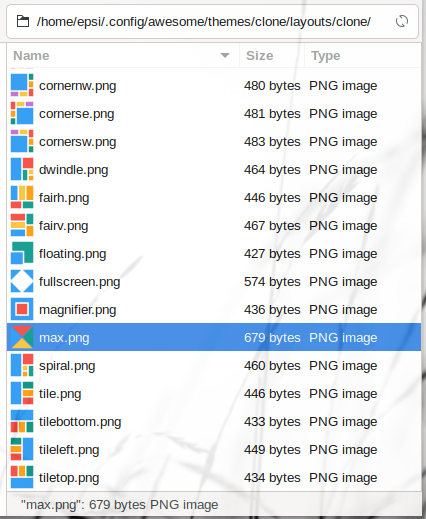 /home/epsi/.config/awesome/themes/clone/layouts/clone/
Name Size Type
cornernw.png 480 bytes PNG image
cornerse.png 481 bytes PNG image
cornersw.png 483 bytes PNG image
dwindle.png 464 bytes PNG image
fairh.png 446 bytes PNG image
fairv.png 467 bytes PNG image
floating.png 427 bytes PNG image
fullscreen.png 574 bytes PNG image
magnifier.png 436 bytes PNG image
max.png 679 bytes PNG image
spiral.png 460 bytes PNG image
tile.png 446 bytes PNG image
tilebottom.png 433 bytes PNG image
tileleft.png 449 bytes PNG image
tiletop.png 434 bytes PNG image
"max.png": 679 bytes PNG image